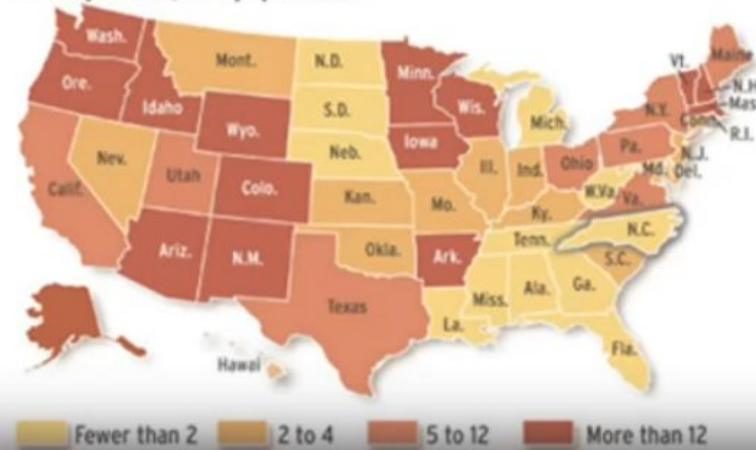 Wash.
Mont.
N.D.
Minn.
Vt.
Maine
Ore.
Idaho
S.D.
Wis.
N.H
Wyo.
Mich.
N.Y.
Mas
Conn
R.I.
Nev.
Utah
Colo.
Neb.
Iowa
Ill.
Ind.
Ohio
Pa.
N.J.
Md.
Del.
Calif.
Kan.
Mo.
Ky.
W.Va.
Va.
Ariz.
N.M.
Okla.
Ark.
Tenn.
N.C.
S.C.
Texas
La.
Miss.
Ala.
Ga.
Fla.
Hawai
Fewer than 2
2 to 4
5 to 12
More than 12